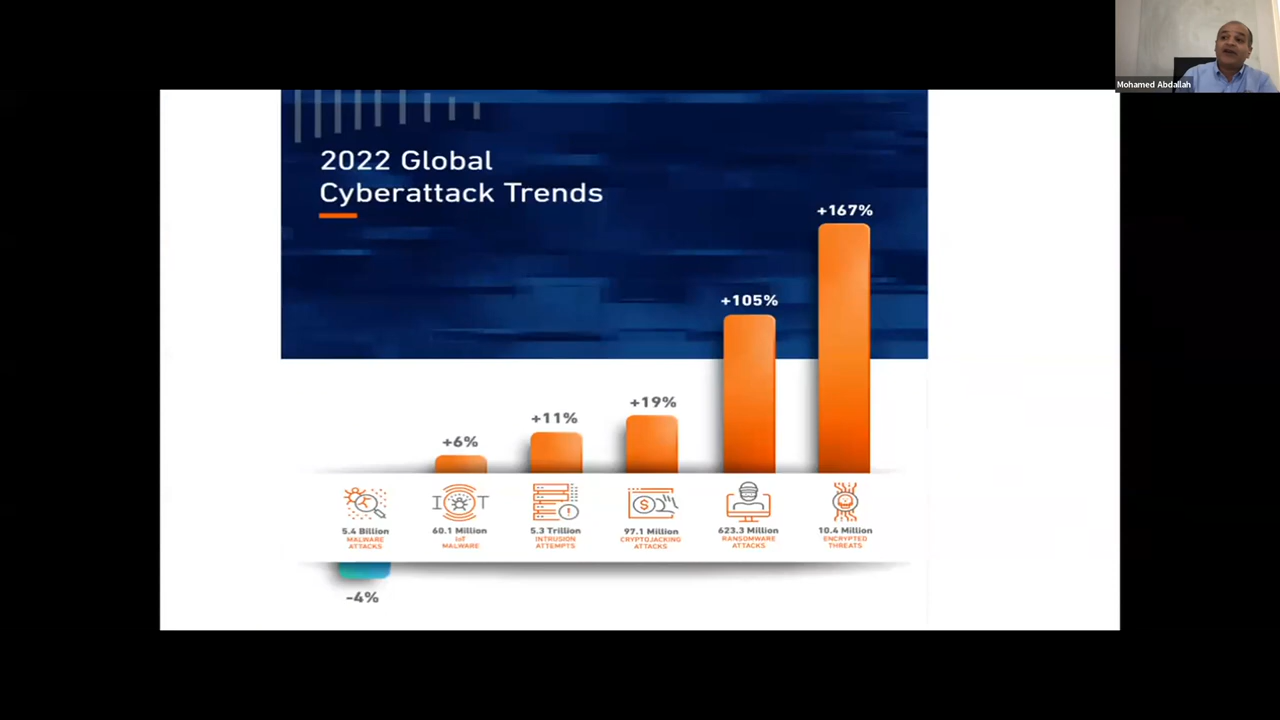 Mohamed Abdallah
2022 Global
Cyberattack Trends
+167%
+105%
+19%
+11%
+6%
I T
5.4 Billion
MALWARE
ATTACKS
60.1 Million
IoT
MALWARE
5.3 Trillion
INTRUSION
ATTEMPTS
97.1 Million
CRYPTOJACKING
ATTACKS
623.3 Million
RANSOMWARE
ATTACKS
10.4 Million
ENCRYPTED
THREATS
-4%